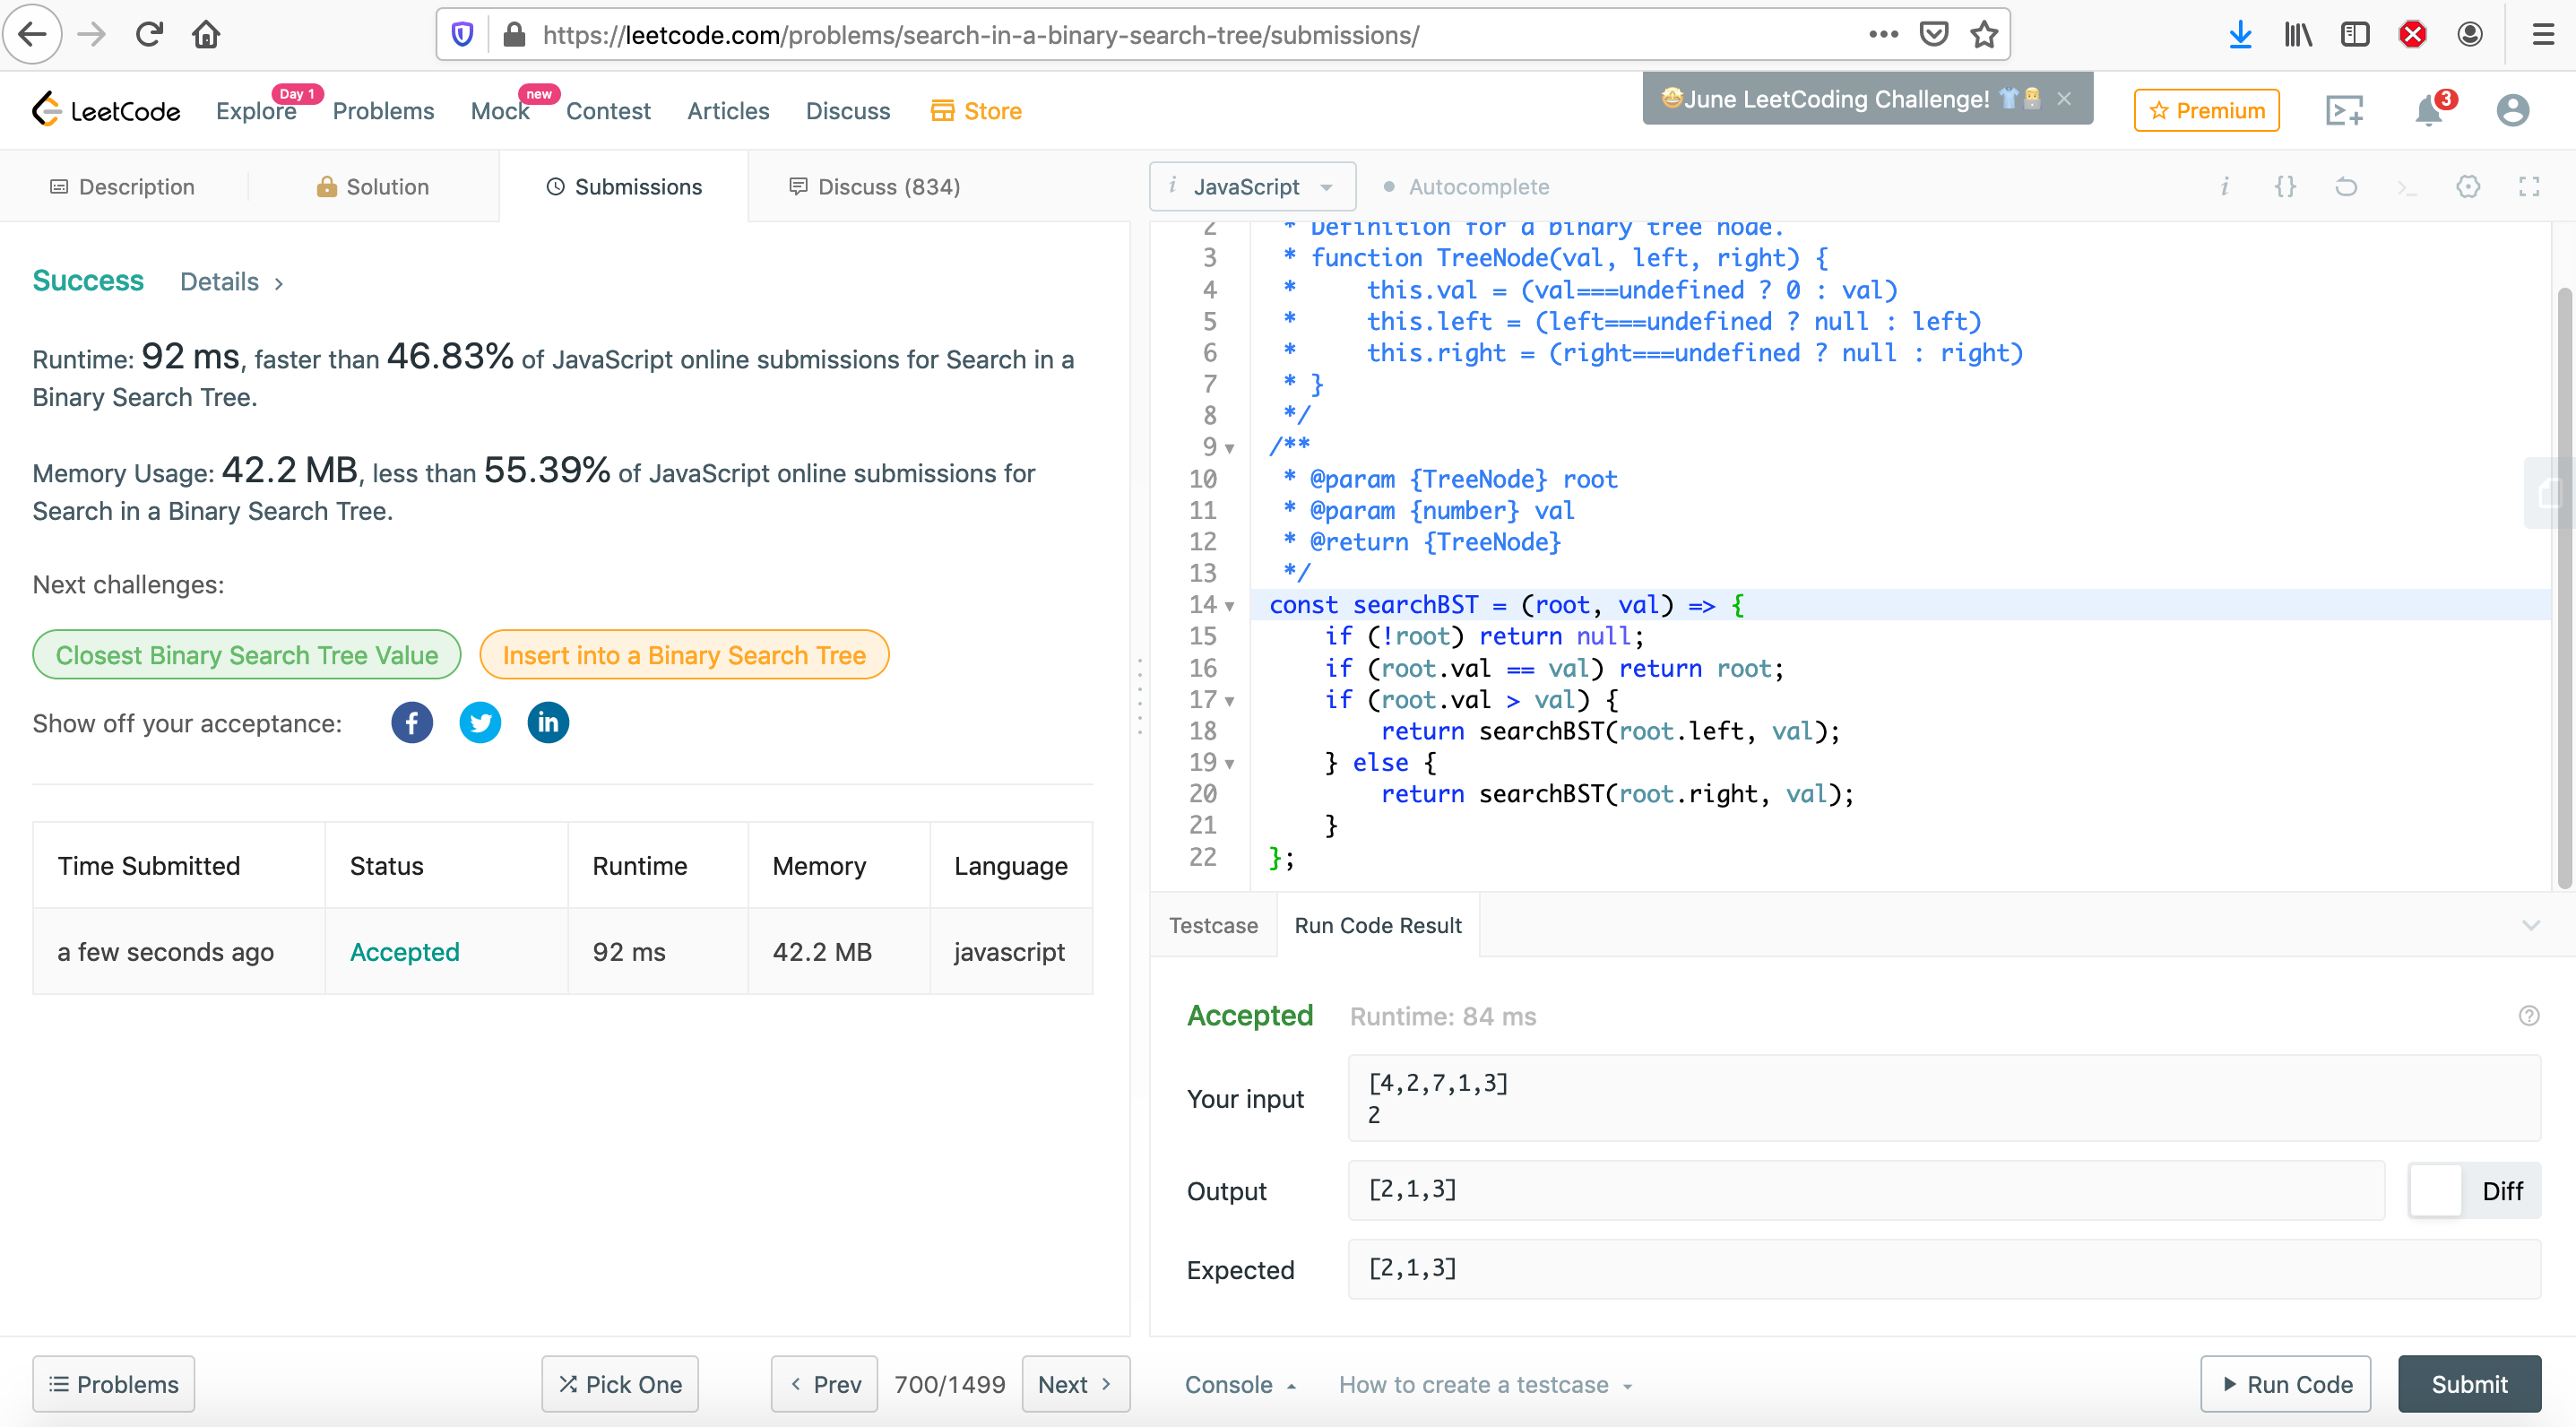 https://leetcode.com/problems/search-in-a-binary-search-tree/submissions/
LeetCode
Explore
Day 1
Problems
Mock
new
Contest
Articles
Discuss
Store
🤩June LeetCoding Challenge! 👕👩 ×
Premium
3
Description
Solution
Submissions
Discuss (834)
Success Details >
Runtime: 92 ms, faster than 46.83% of JavaScript online submissions for Search in a
Binary Search Tree.
Memory Usage: 42.2 MB, less than 55.39% of JavaScript online submissions for
Search in a Binary Search Tree.
Next challenges:
Closest Binary Search Tree Value
Insert into a Binary Search Tree
Show off your acceptance:
Time Submitted Status Runtime Memory Language
a few seconds ago Accepted 92 ms 42.2 MB javascript
Problems
Pick One
Prev
700/1499
Next
i JavaScript
Autocomplete
2 * Definition for a binary tree node.
3 * function TreeNode(val, left, right) {
4 *     this.val = (val===undefined ? 0 : val)
5 *     this.left = (left===undefined ? null : left)
6 *     this.right = (right===undefined ? null : right)
7 * }
8 */
9 /**
10 * @param {TreeNode} root
11 * @param {number} val
12 * @return {TreeNode}
13 */
14 const searchBST = (root, val) => {
15     if (!root) return null;
16     if (root.val == val) return root;
17     if (root.val > val) {
18         return searchBST(root.left, val);
19     } else {
20         return searchBST(root.right, val);
21     }
22 };
Testcase
Run Code Result
Accepted Runtime: 84 ms
Your input
[4,2,7,1,3]
2
Output
[2,1,3]
Diff
Expected
[2,1,3]
Console
How to create a testcase
Run Code
Submit